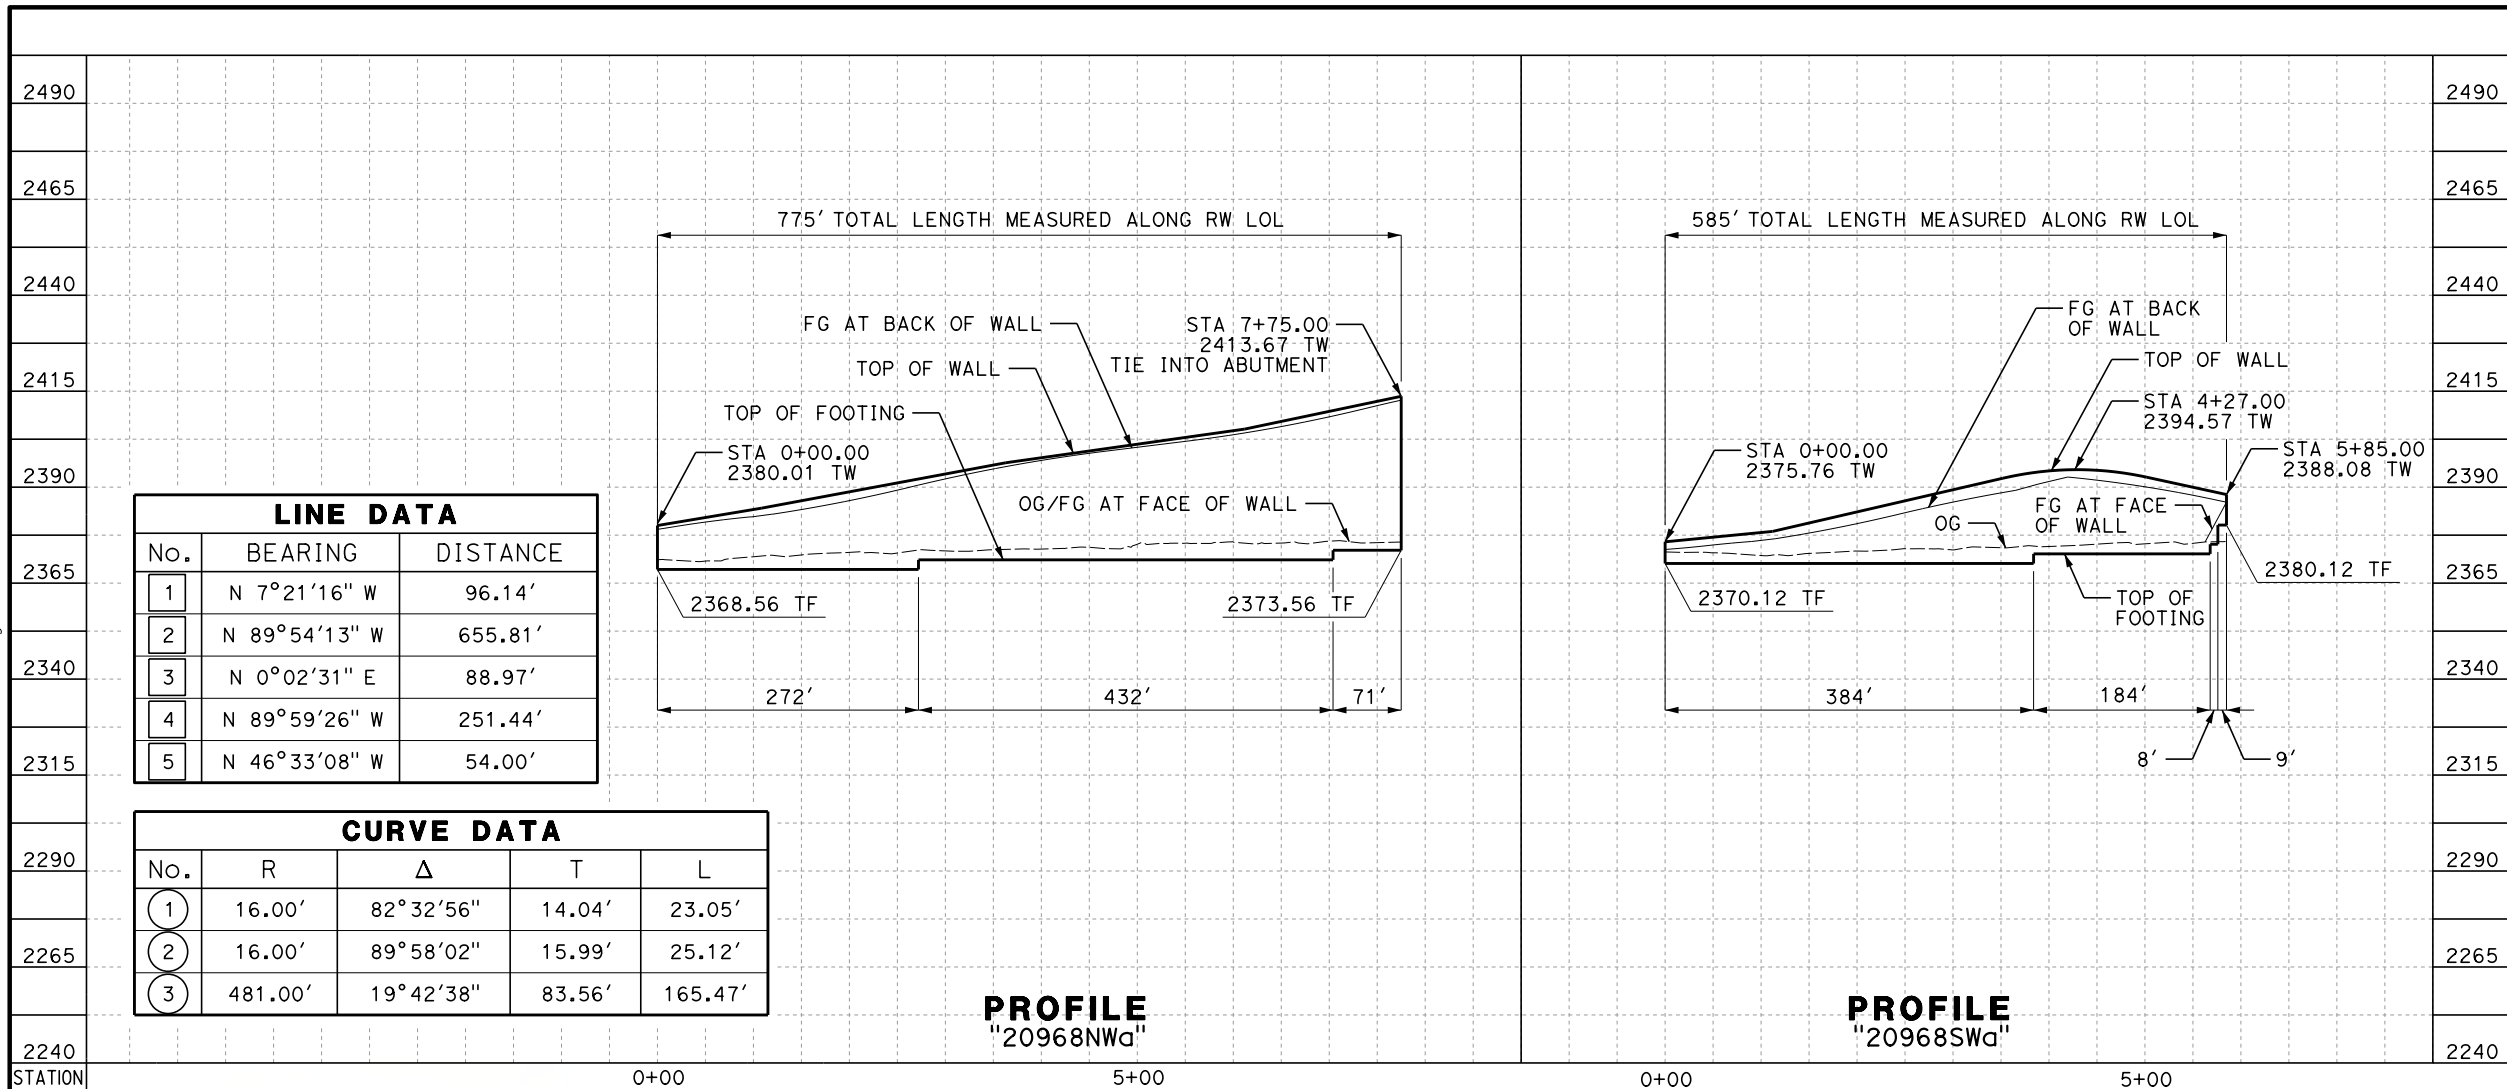 2490
2465
2440
2415
2390
2365
2340
2315
2290
2265
2240
STATION
LINE DATA
No. BEARING DISTANCE
1 N 7°21'16" W 96.14'
2 N 89°54'13" W 655.81'
3 N 0°02'31" E 88.97'
4 N 89°59'26" W 251.44'
5 N 46°33'08" W 54.00'
CURVE DATA
No. R Δ T L
1 16.00' 82°32'56" 14.04' 23.05'
2 16.00' 89°58'02" 15.99' 25.12'
3 481.00' 19°42'38" 83.56' 165.47'
775' TOTAL LENGTH MEASURED ALONG RW LOL
FG AT BACK OF WALL
STA 7+75.00
2413.67 TW
TIE INTO ABUTMENT
TOP OF WALL
TOP OF FOOTING
STA 0+00.00
2380.01 TW
OG/FG AT FACE OF WALL
2368.56 TF
2373.56 TF
272'
432'
71'
PROFILE
"20968NWa"
0+00
5+00
585' TOTAL LENGTH MEASURED ALONG RW LOL
FG AT BACK
OF WALL
TOP OF WALL
STA 4+27.00
2394.57 TW
STA 0+00.00
2375.76 TW
STA 5+85.00
2388.08 TW
FG AT FACE
OF WALL
OG
2380.12 TF
2370.12 TF
TOP OF
FOOTING
384'
184'
8'
9'
PROFILE
"20968SWa"
0+00
5+00
2490
2465
2440
2415
2390
2365
2340
2315
2290
2265
2240